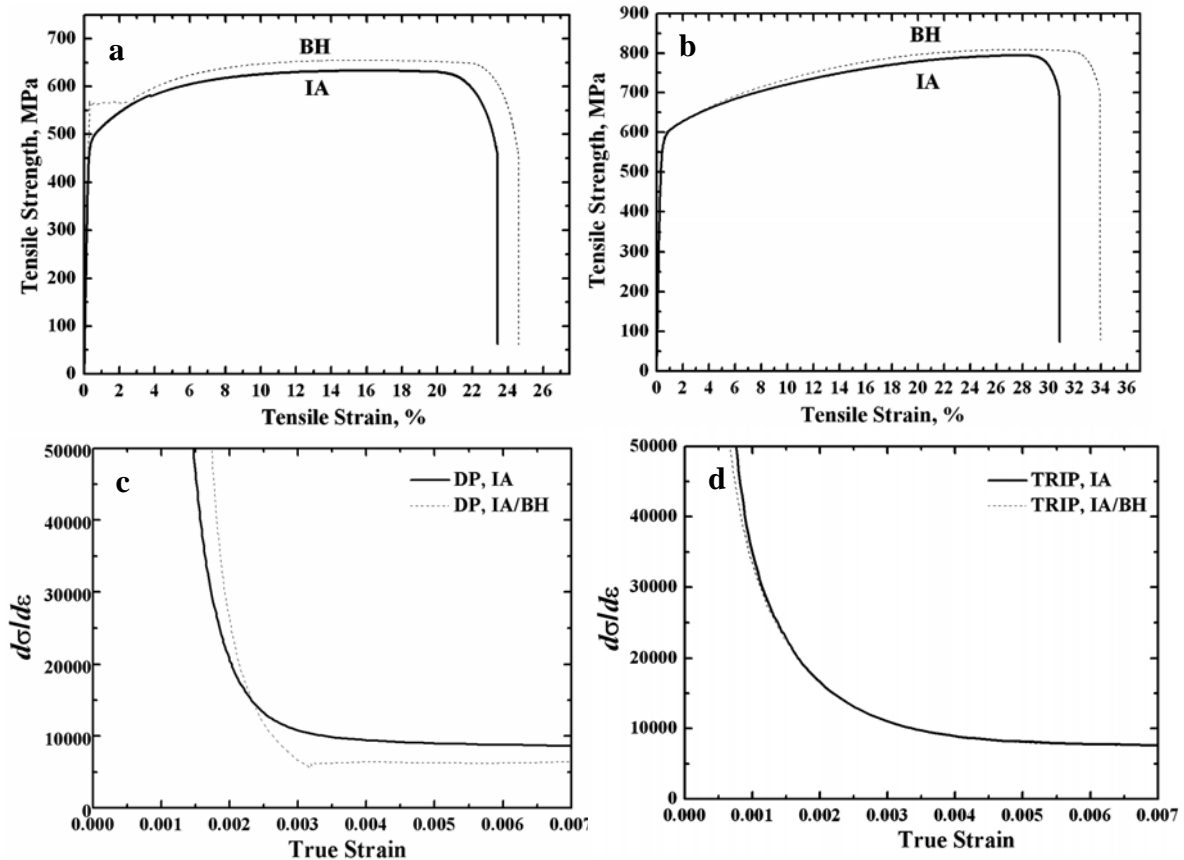 a
BH
IA
Tensile Strength, MPa
700
600
500
400
300
200
100
0
0 2 4 6 8 10 12 14 16 18 20 22 24 26
Tensile Strain, %
b
BH
IA
Tensile Strength, MPa
900
800
700
600
500
400
300
200
100
0
0 2 4 6 8 10 12 14 16 18 20 22 24 26 28 30 32 34 36
Tensile Strain, %
c
DP, IA
DP, IA/BH
dσ/dε
50000
40000
30000
20000
10000
0
0.000 0.001 0.002 0.003 0.004 0.005 0.006 0.007
True Strain
d
TRIP, IA
TRIP, IA/BH
dσ/dε
50000
40000
30000
20000
10000
0
0.000 0.001 0.002 0.003 0.004 0.005 0.006 0.007
True Strain